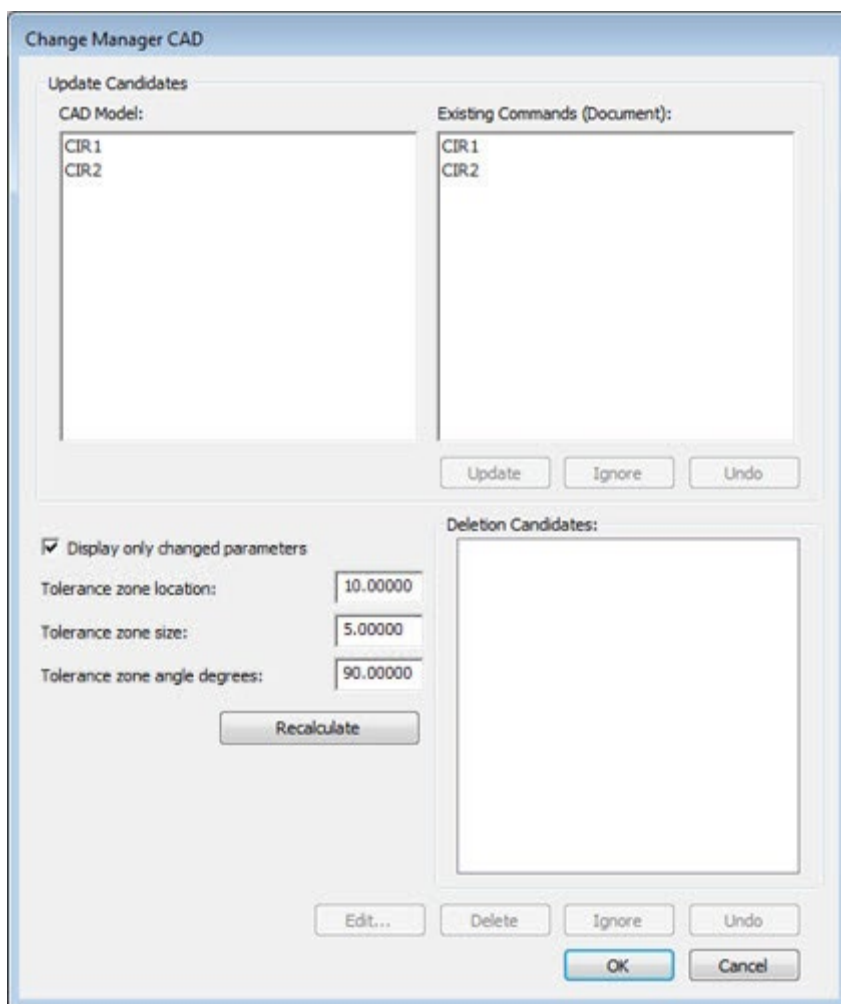 Change Manager CAD
Update Candidates
CAD Model:
Existing Commands (Document):
CIR1
CIR2
CIR1
CIR2
Update
Ignore
Undo
Display only changed parameters
Tolerance zone location:
10.00000
Tolerance zone size:
5.00000
Tolerance zone angle degrees:
90.00000
Recalculate
Deletion Candidates:
Edit...
Delete
Ignore
Undo
OK
Cancel